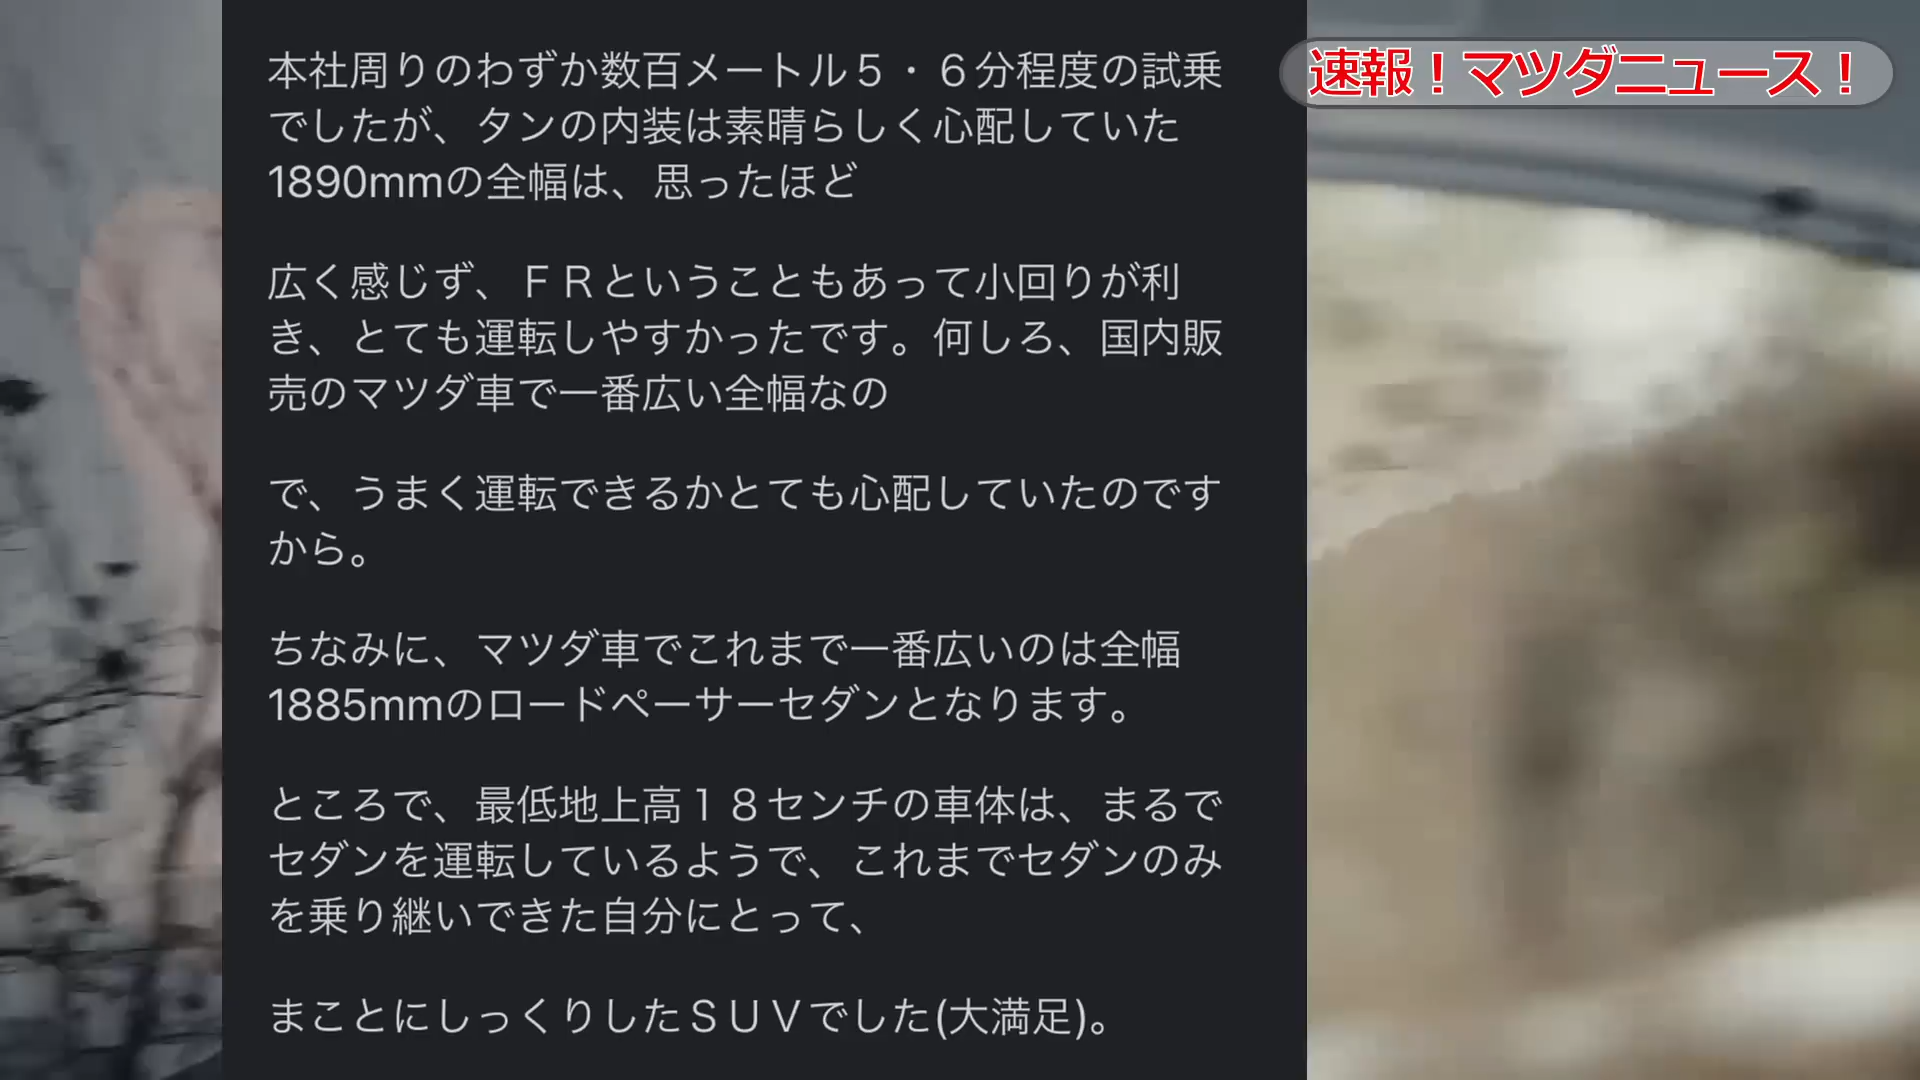 本社周りのわずか数百メートル５・６分程度の試乗
でしたが、タンの内装は素晴らしく心配していた
1890mmの全幅は、思ったほど
広く感じず、ＦＲということもあって小回りが利
き、とても運転しやすかったです。何しろ、国内販
売のマツダ車で一番広い全幅なの
で、うまく運転できるかとても心配していたのです
から。
ちなみに、マツダ車でこれまで一番広いのは全幅
1885mmのロードペーサーセダンとなります。
ところで、最低地上高１８センチの車体は、まるで
セダンを運転しているようで、これまでセダンのみ
を乗り継いできた自分にとって、
まことにしっくりしたＳＵＶでした(大満足)。
速報！マツダニュース！